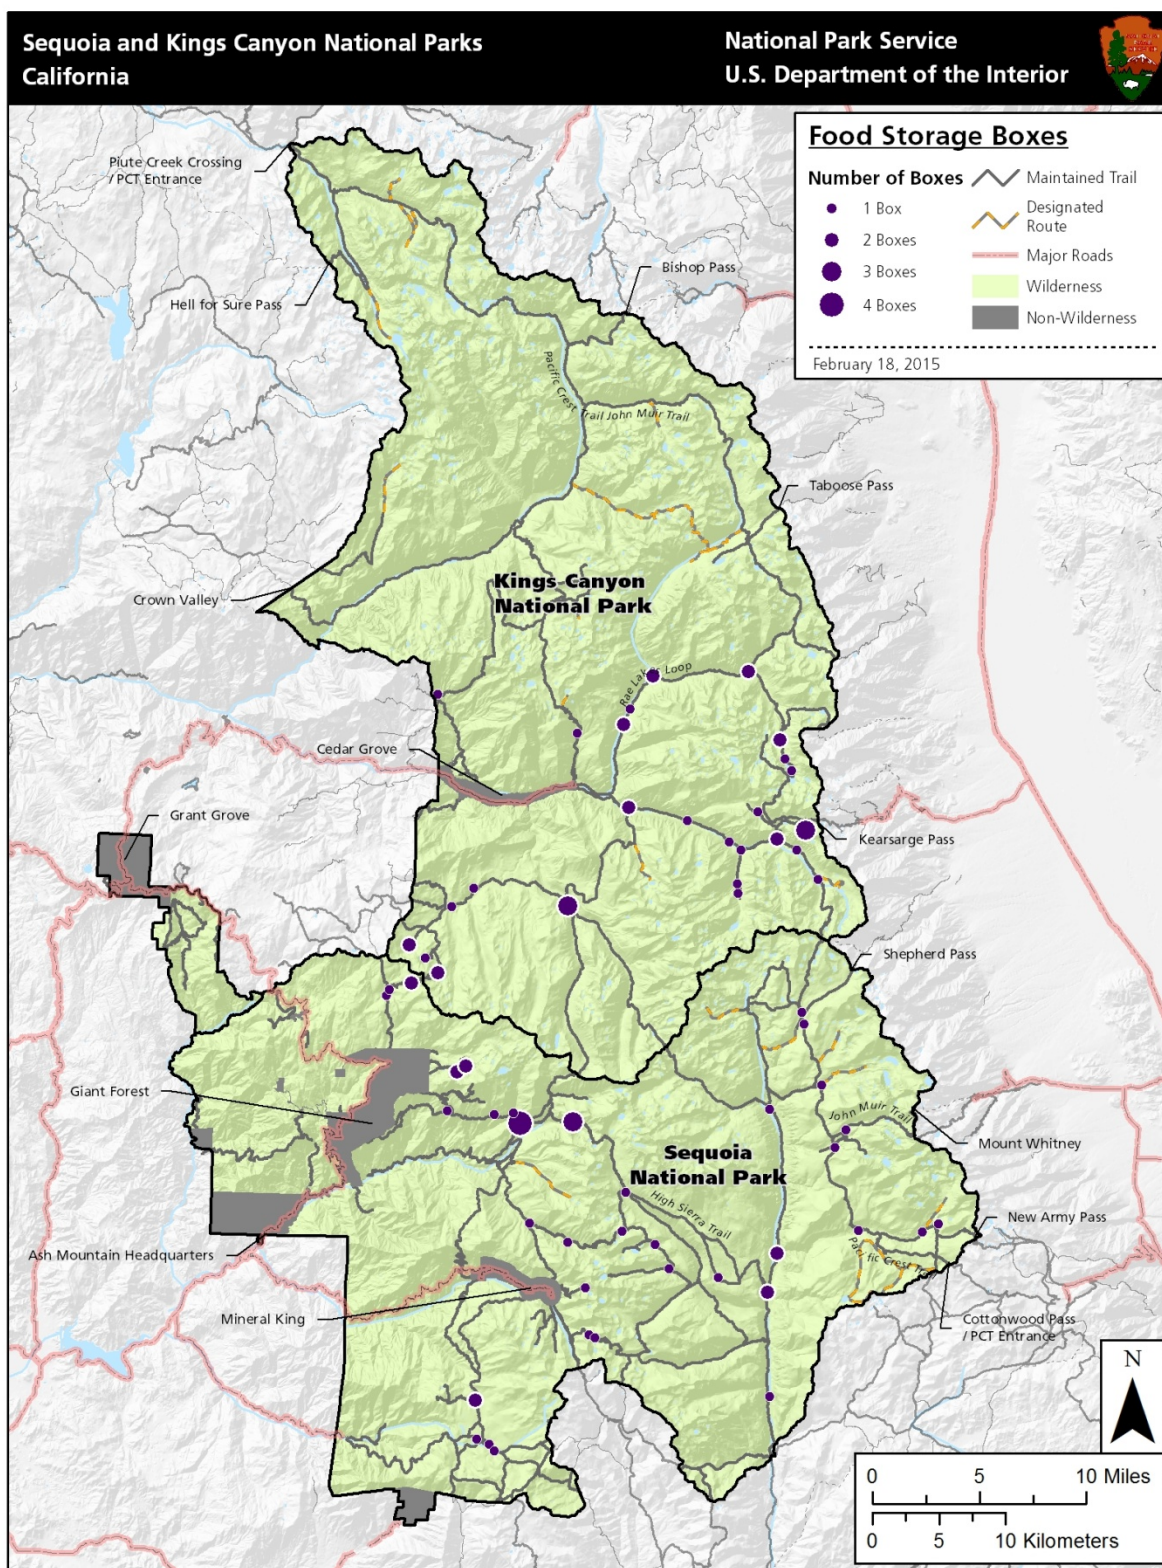 Sequoia and Kings Canyon National Parks
California
National Park Service
U.S. Department of the Interior
Food Storage Boxes
Number of Boxes
1 Box
2 Boxes
3 Boxes
4 Boxes
Maintained Trail
Designated
Route
Major Roads
Wilderness
Non-Wilderness
February 18, 2015
Piute Creek Crossing
/ PCT Entrance
Bishop Pass
Hell for Sure Pass
Pacific Crest Trail
John Muir Trail
Taboose Pass
Kings Canyon
National Park
Crown Valley
Rae Lakes Loop
Cedar Grove
Grant Grove
Kearsarge Pass
Shepherd Pass
Giant Forest
John Muir Trail
Mount Whitney
Sequoia
National Park
High Sierra Trail
New Army Pass
Ash Mountain Headquarters
Pacific Crest Trail
Mineral King
Cottonwood Pass
/ PCT Entrance
N
0 5 10 Miles
0 5 10 Kilometers